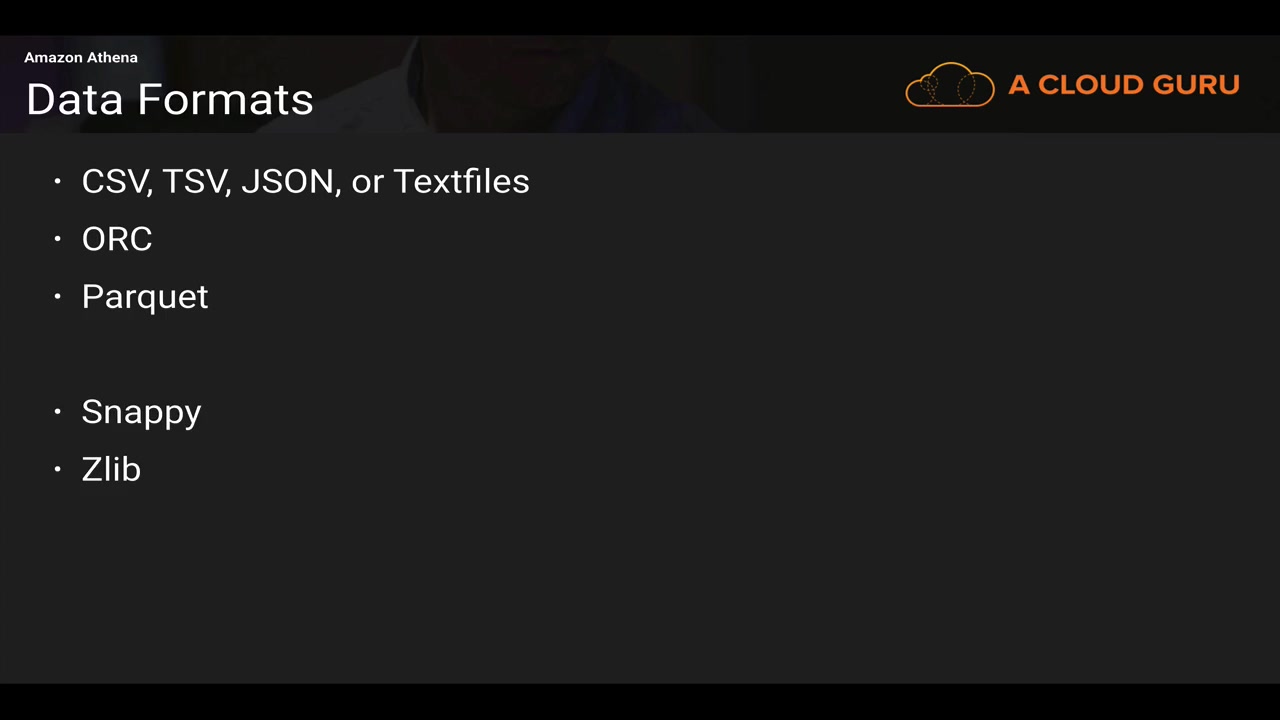 Amazon Athena
Data Formats
A CLOUD GURU
• CSV, TSV, JSON, or Textfiles
• ORC
• Parquet
• Snappy
• Zlib